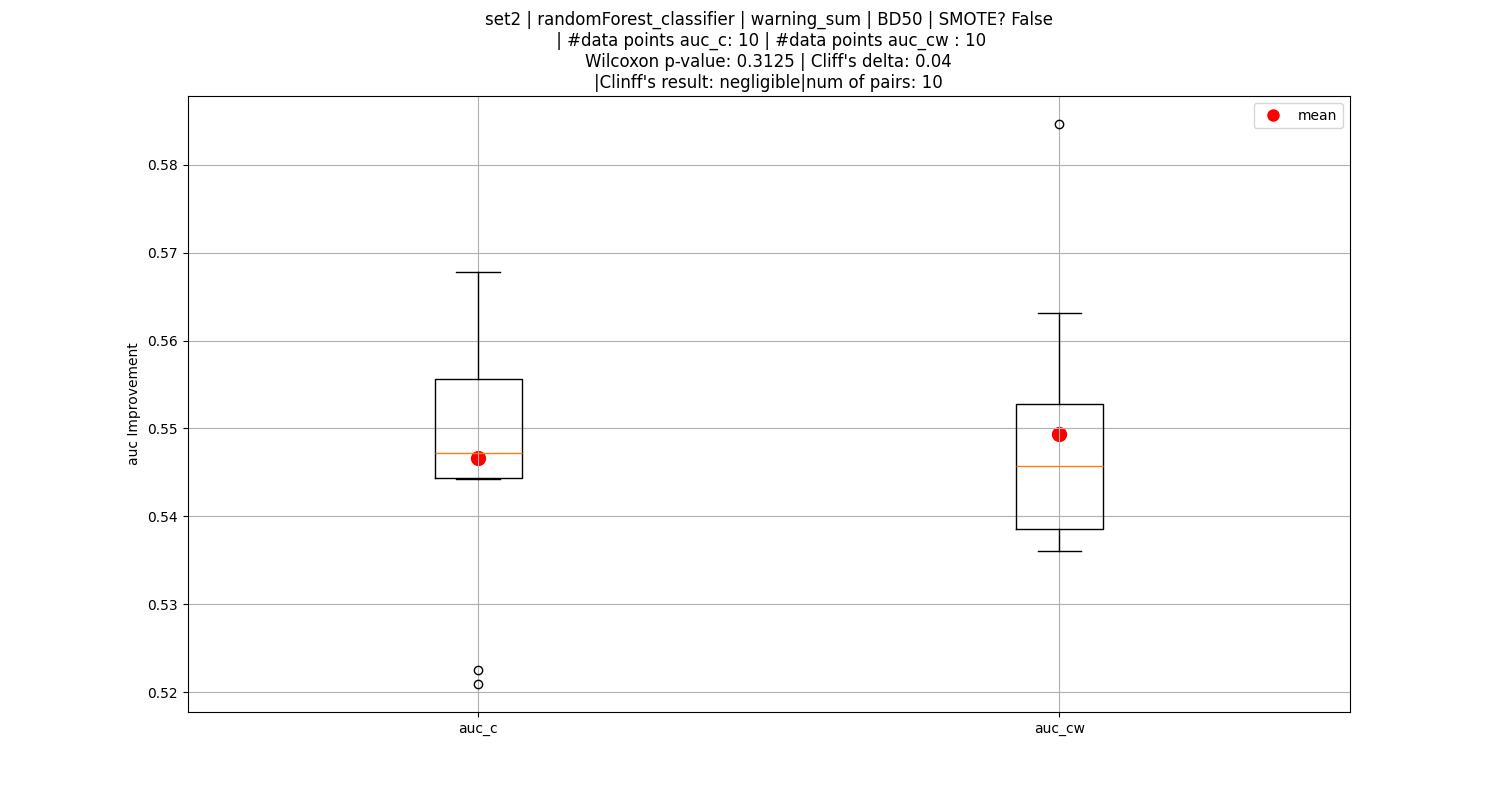 set2 | randomForest_classifier | warning_sum | BD50 | SMOTE? False
| #data points auc_c: 10 | #data points auc_cw : 10
Wilcoxon p-value: 0.3125 | Cliff's delta: 0.04
|Clinff's result: negligible|num of pairs: 10
mean
0.58
0.57
0.56
0.55
0.54
0.53
0.52
auc Improvement
auc_c
auc_cw